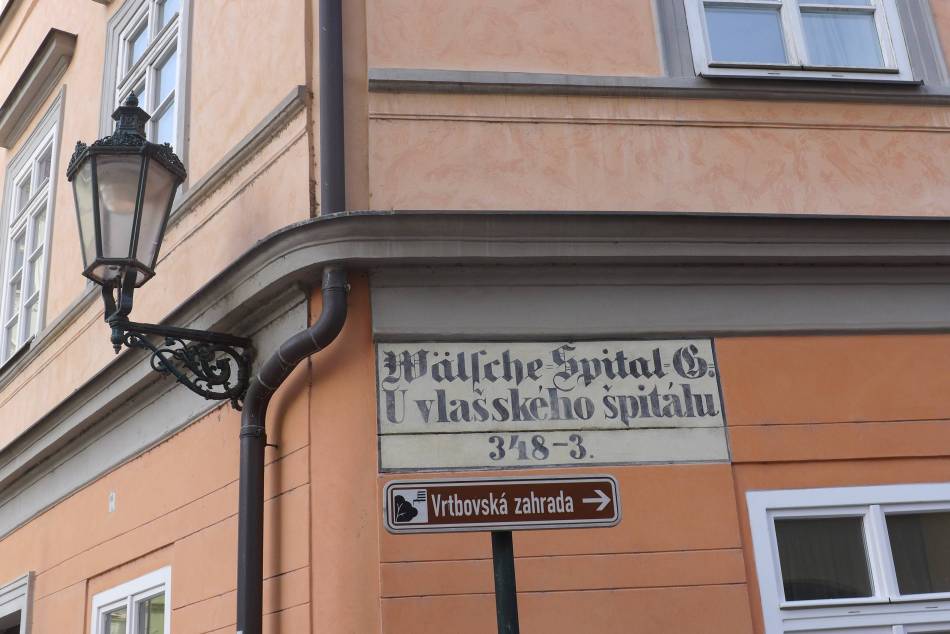 Wälſche-Spital-G.
U vlašského špitálu
348-3.
Vrtbovská zahrada